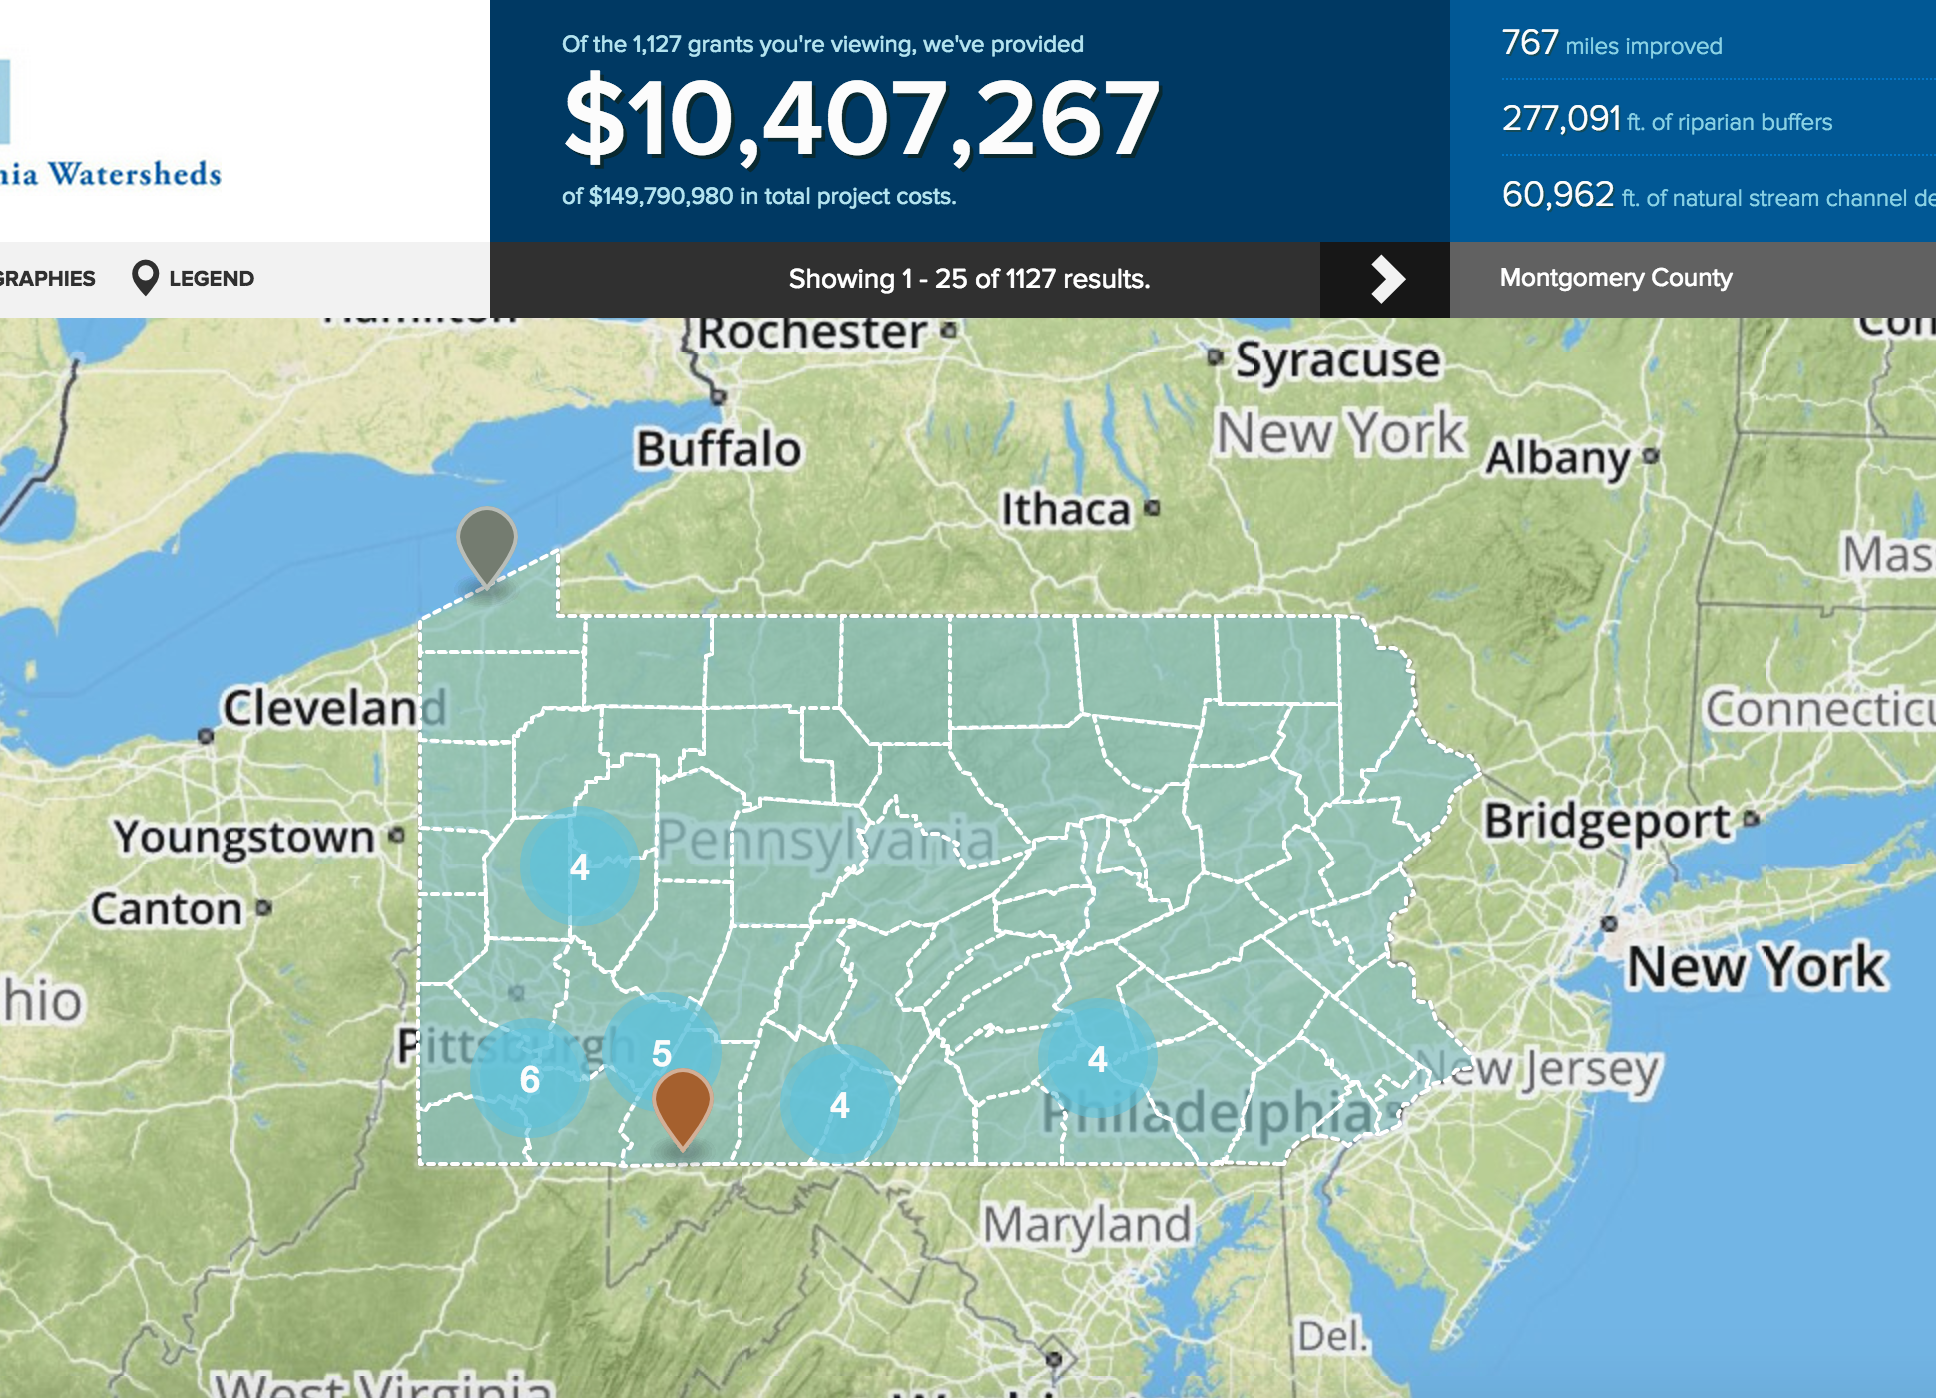 Of the 1,127 grants you're viewing, we've provided
$10,407,267
of $149,790,980 in total project costs.
767 miles improved
277,091 ft. of riparian buffers
60,962 ft. of natural stream channel de
nia Watersheds
GRAPHIES
LEGEND
Showing 1 - 25 of 1127 results.
Montgomery County
Hamilton
Rochester
Syracuse
New York
Buffalo
Albany
Ithaca
Mas
Cleveland
Connecticu
Youngstown
Pennsylvania
Bridgeport
4
Canton
New York
hio
Pittsburgh
5
6
4
4
New Jersey
Philadelphia
Maryland
Del.
West Virginia